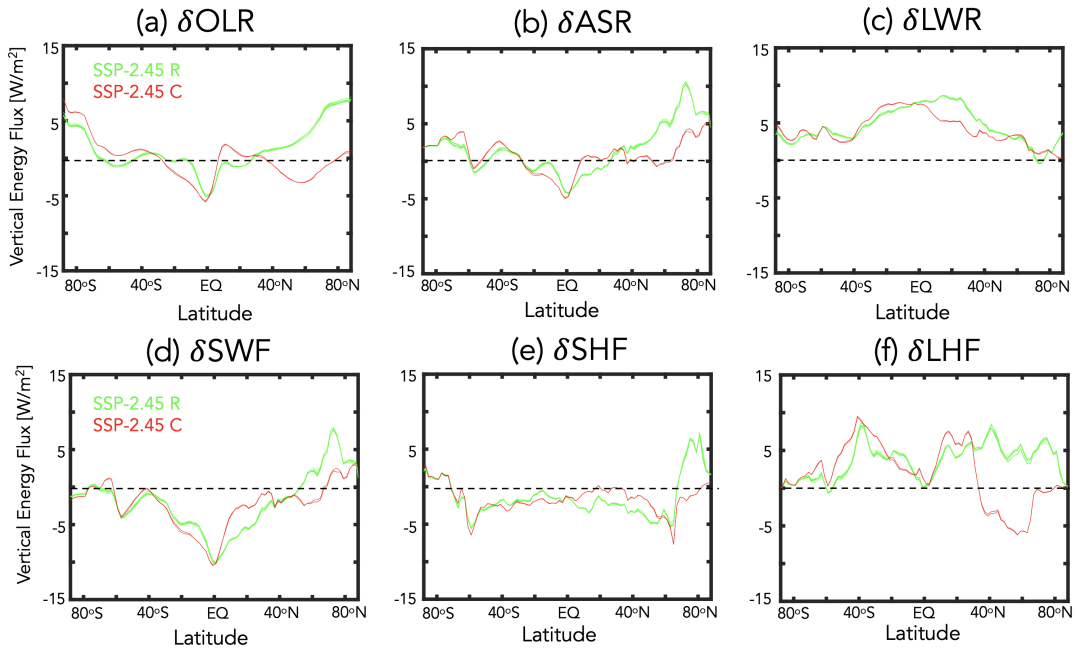 (a) δOLR
(b) δASR
(c) δLWR
Vertical Energy Flux [W/m²]
15
5
-5
-15
SSP-2.45 R
SSP-2.45 C
80°S 40°S EQ 40°N 80°N
Latitude
15
5
-5
-15
80°S 40°S EQ 40°N 80°N
Latitude
15
5
-5
-15
80°S 40°S EQ 40°N 80°N
Latitude
(d) δSWF
(e) δSHF
(f) δLHF
Vertical Energy Flux [W/m²]
15
5
-5
-15
SSP-2.45 R
SSP-2.45 C
80°S 40°S EQ 40°N 80°N
Latitude
15
5
-5
-15
80°S 40°S EQ 40°N 80°N
Latitude
15
5
-5
-15
80°S 40°S EQ 40°N 80°N
Latitude